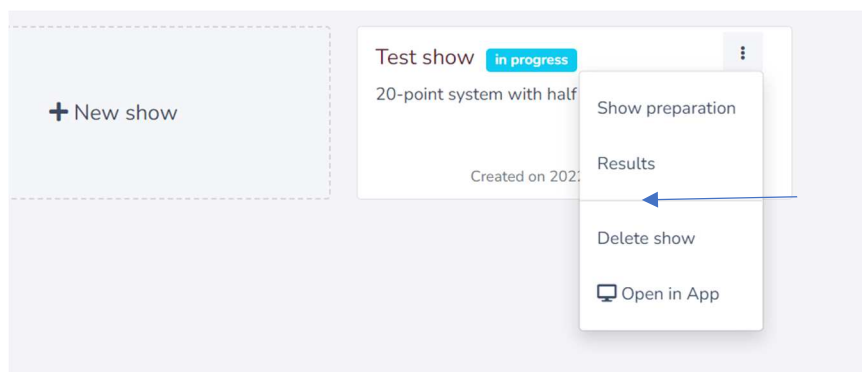 Test show in progress
20-point system with half
New show
Created on 202
Show preparation
Results
Delete show
Open in App